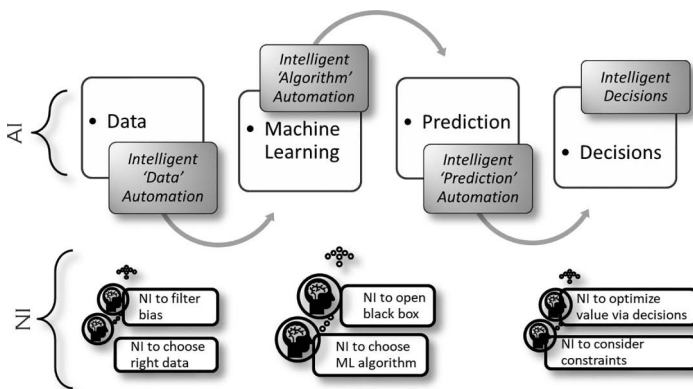 AI
• Data
Intelligent
'Data'
Automation
Intelligent
'Algorithm'
Automation
• Machine
Learning
• Prediction
Intelligent
'Prediction'
Automation
Intelligent
Decisions
• Decisions
NI
NI to filter
bias
NI to choose
right data
NI to open
black box
NI to choose
ML algorithm
NI to optimize
value via decisions
NI to consider
constraints